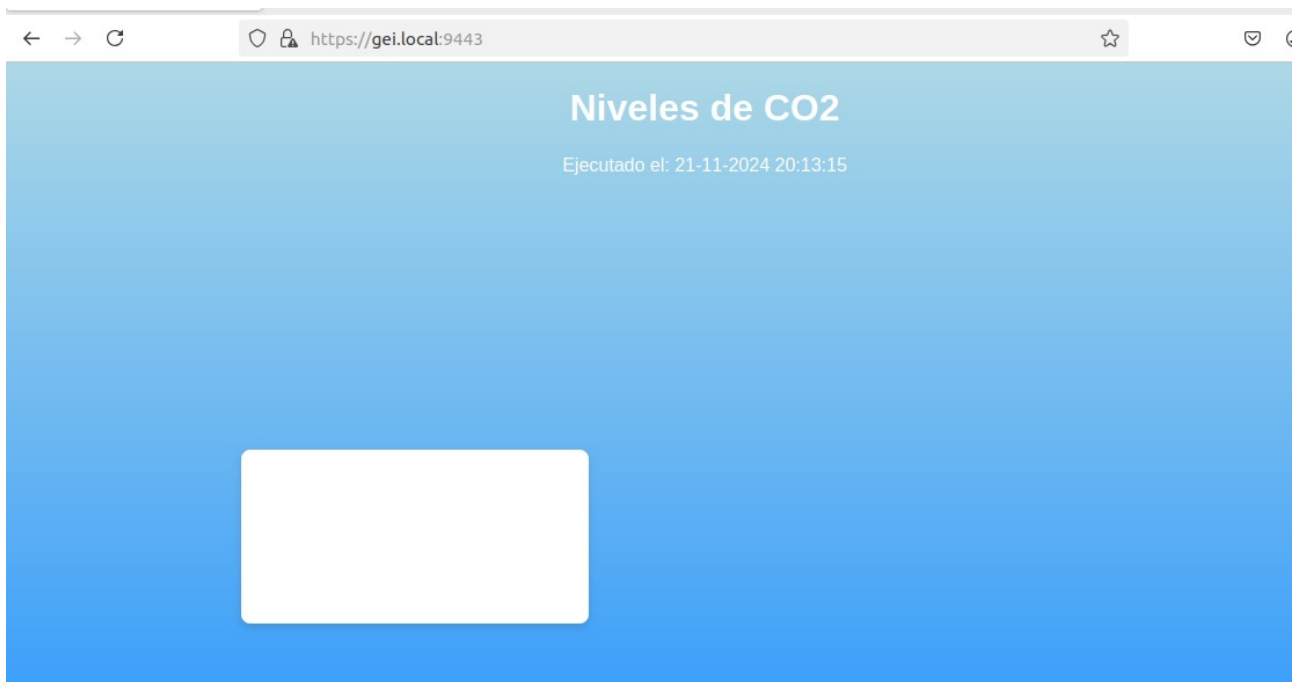 https://gei.local:9443
Niveles de CO2
Ejecutado el: 21-11-2024 20:13:15